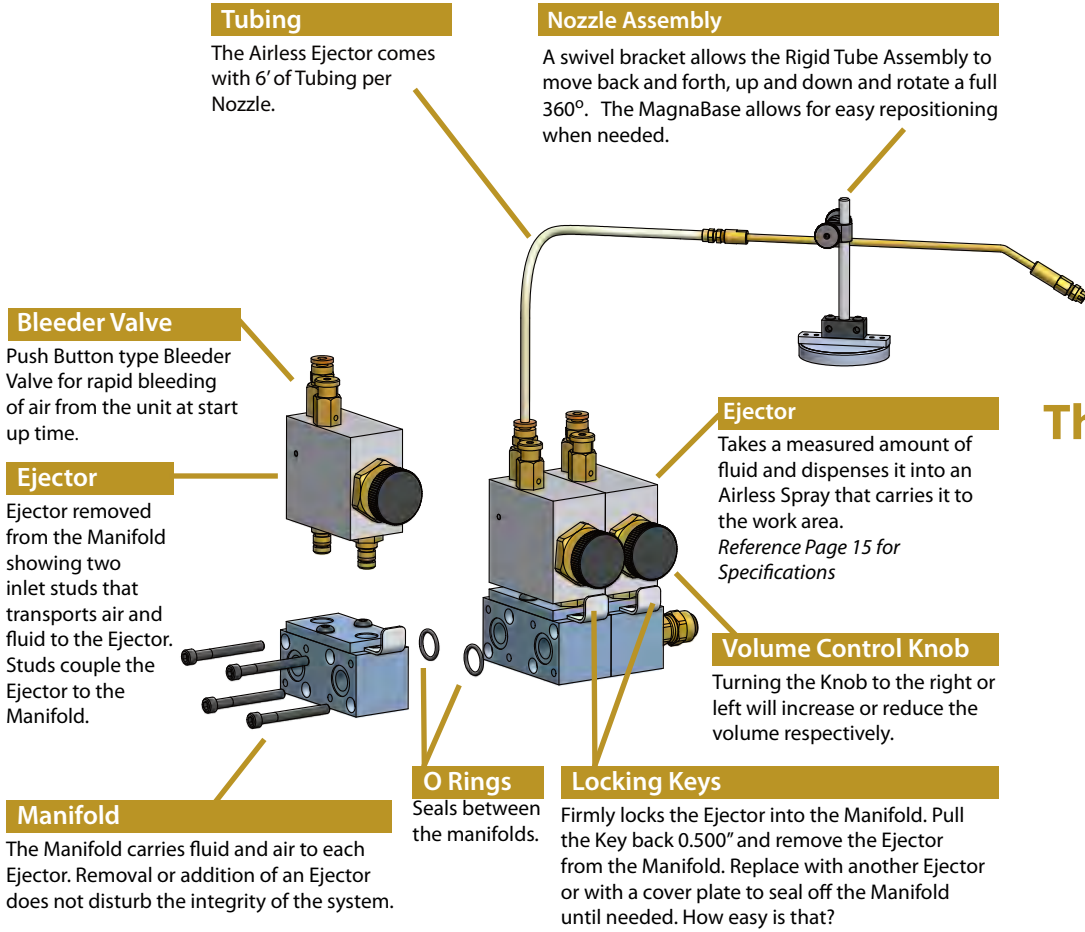 Tubing
The Airless Ejector comes
with 6’ of Tubing per
Nozzle.
Nozzle Assembly
A swivel bracket allows the Rigid Tube Assembly to
move back and forth, up and down and rotate a full
360º. The MagnaBase allows for easy repositioning
when needed.
Bleeder Valve
Push Button type Bleeder
Valve for rapid bleeding
of air from the unit at start
up time.
Ejector
Ejector removed
from the Manifold
showing two
inlet studs that
transports air and
fluid to the Ejector.
Studs couple the
Ejector to the
Manifold.
Ejector
Takes a measured amount of
fluid and dispenses it into an
Airless Spray that carries it to
the work area.
Reference Page 15 for
Specifications
Volume Control Knob
Turning the Knob to the right or
left will increase or reduce the
volume respectively.
Manifold
The Manifold carries fluid and air to each
Ejector. Removal or addition of an Ejector
does not disturb the integrity of the system.
O Rings
Seals between
the manifolds.
Locking Keys
Firmly locks the Ejector into the Manifold. Pull
the Key back 0.500” and remove the Ejector
from the Manifold. Replace with another Ejector
or with a cover plate to seal off the Manifold
until needed. How easy is that?